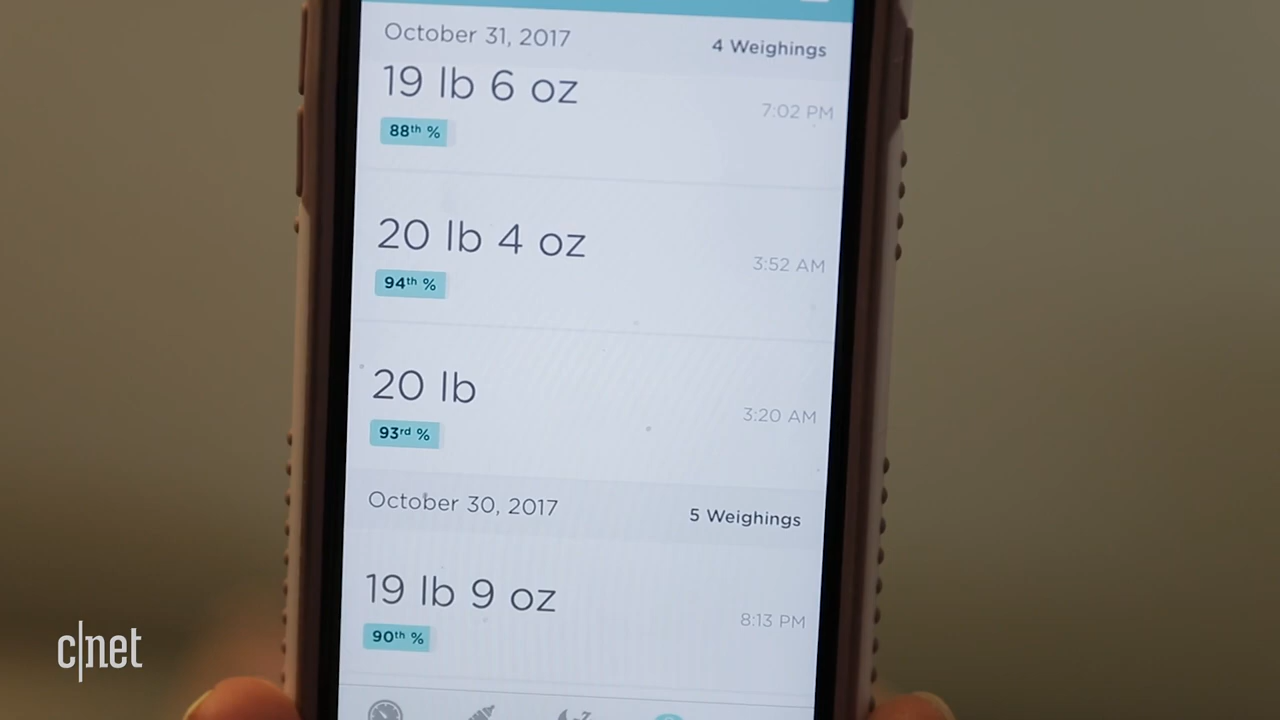 October 31, 2017 4 Weighings
19 lb 6 oz
7:02 PM
88th %
20 lb 4 oz
3:52 AM
94th %
20 lb
3:20 AM
93rd %
October 30, 2017 5 Weighings
19 lb 9 oz
8:13 PM
90th %
c|net